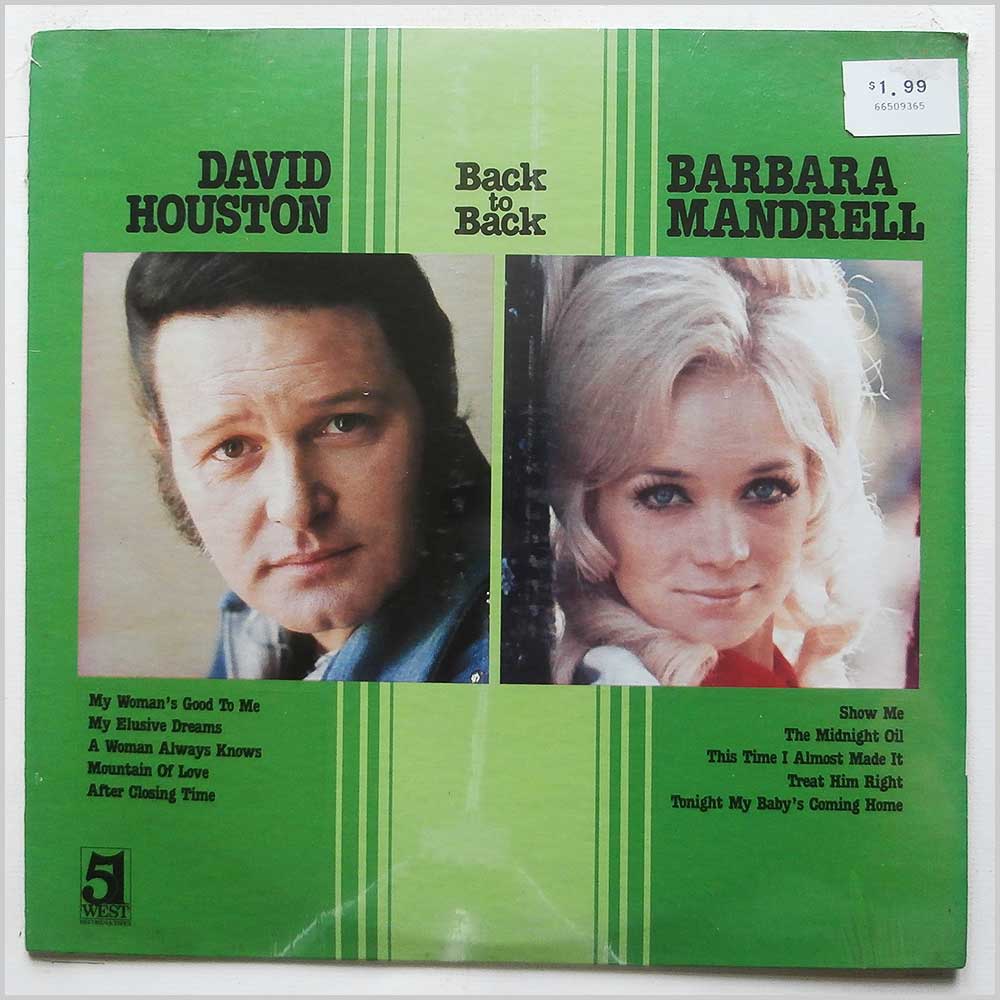 $1.99
66509365
DAVID
HOUSTON
Back
to
Back
BARBARA
MANDRELL
My Woman's Good To Me
My Elusive Dreams
A Woman Always Knows
Mountain Of Love
After Closing Time
Show Me
The Midnight Oil
This Time I Almost Made It
Treat Him Right
Tonight My Baby's Coming Home
51
WEST